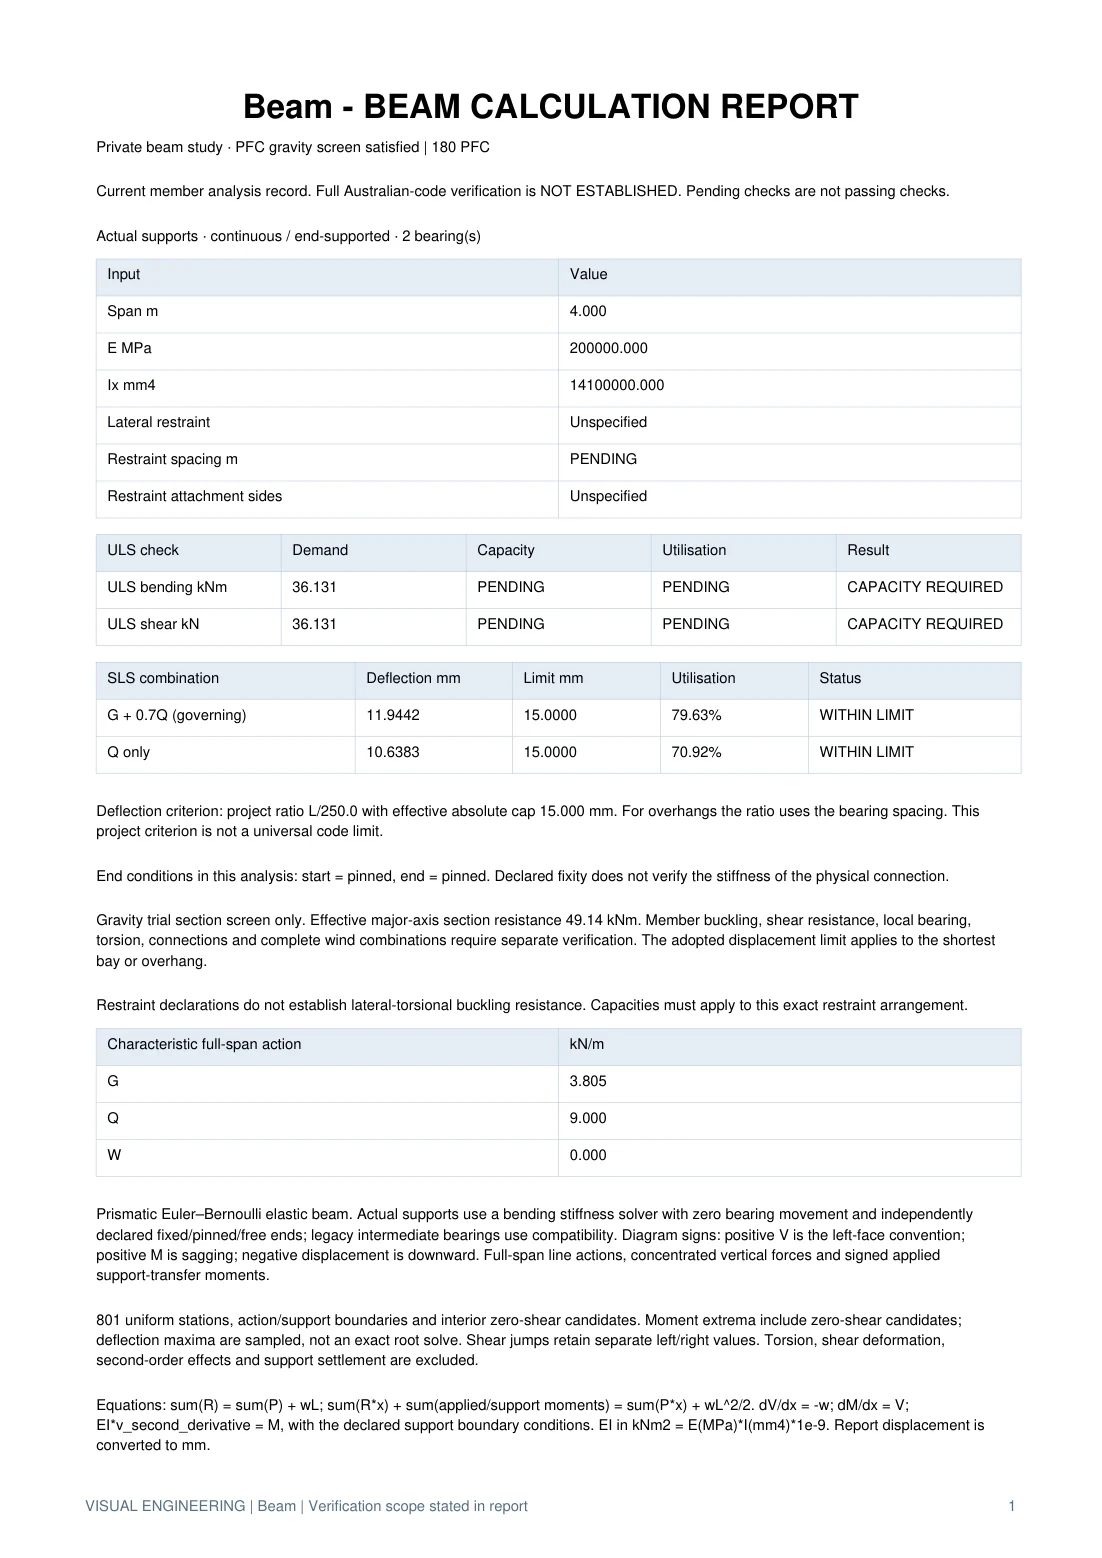 Beam - BEAM CALCULATION REPORT
Private beam study · PFC gravity screen satisfied | 180 PFC
Current member analysis record. Full Australian-code verification is NOT ESTABLISHED. Pending checks are not passing checks.
Actual supports · continuous / end-supported · 2 bearing(s)
Input Value
Span m 4.000
E MPa 200000.000
Ix mm4 14100000.000
Lateral restraint Unspecified
Restraint spacing m PENDING
Restraint attachment sides Unspecified
ULS check Demand Capacity Utilisation Result
ULS bending kNm 36.131 PENDING PENDING CAPACITY REQUIRED
ULS shear kN 36.131 PENDING PENDING CAPACITY REQUIRED
SLS combination Deflection mm Limit mm Utilisation Status
G + 0.7Q (governing) 11.9442 15.0000 79.63% WITHIN LIMIT
Q only 10.6383 15.0000 70.92% WITHIN LIMIT
Deflection criterion: project ratio L/250.0 with effective absolute cap 15.000 mm. For overhangs the ratio uses the bearing spacing. This
project criterion is not a universal code limit.
End conditions in this analysis: start = pinned, end = pinned. Declared fixity does not verify the stiffness of the physical connection.
Gravity trial section screen only. Effective major-axis section resistance 49.14 kNm. Member buckling, shear resistance, local bearing,
torsion, connections and complete wind combinations require separate verification. The adopted displacement limit applies to the shortest
bay or overhang.
Restraint declarations do not establish lateral-torsional buckling resistance. Capacities must apply to this exact restraint arrangement.
Characteristic full-span action kN/m
G 3.805
Q 9.000
W 0.000
Prismatic Euler–Bernoulli elastic beam. Actual supports use a bending stiffness solver with zero bearing movement and independently
declared fixed/pinned/free ends; legacy intermediate bearings use compatibility. Diagram signs: positive V is the left-face convention;
positive M is sagging; negative displacement is downward. Full-span line actions, concentrated vertical forces and signed applied
support-transfer moments.
801 uniform stations, action/support boundaries and interior zero-shear candidates. Moment extrema include zero-shear candidates;
deflection maxima are sampled, not an exact root solve. Shear jumps retain separate left/right values. Torsion, shear deformation,
second-order effects and support settlement are excluded.
Equations: sum(R) = sum(P) + wL; sum(R*x) + sum(applied/support moments) = sum(P*x) + wL^2/2. dV/dx = -w; dM/dx = V;
EI*v_second_derivative = M, with the declared support boundary conditions. EI in kNm2 = E(MPa)*I(mm4)*1e-9. Report displacement is
converted to mm.
VISUAL ENGINEERING | Beam | Verification scope stated in report 1